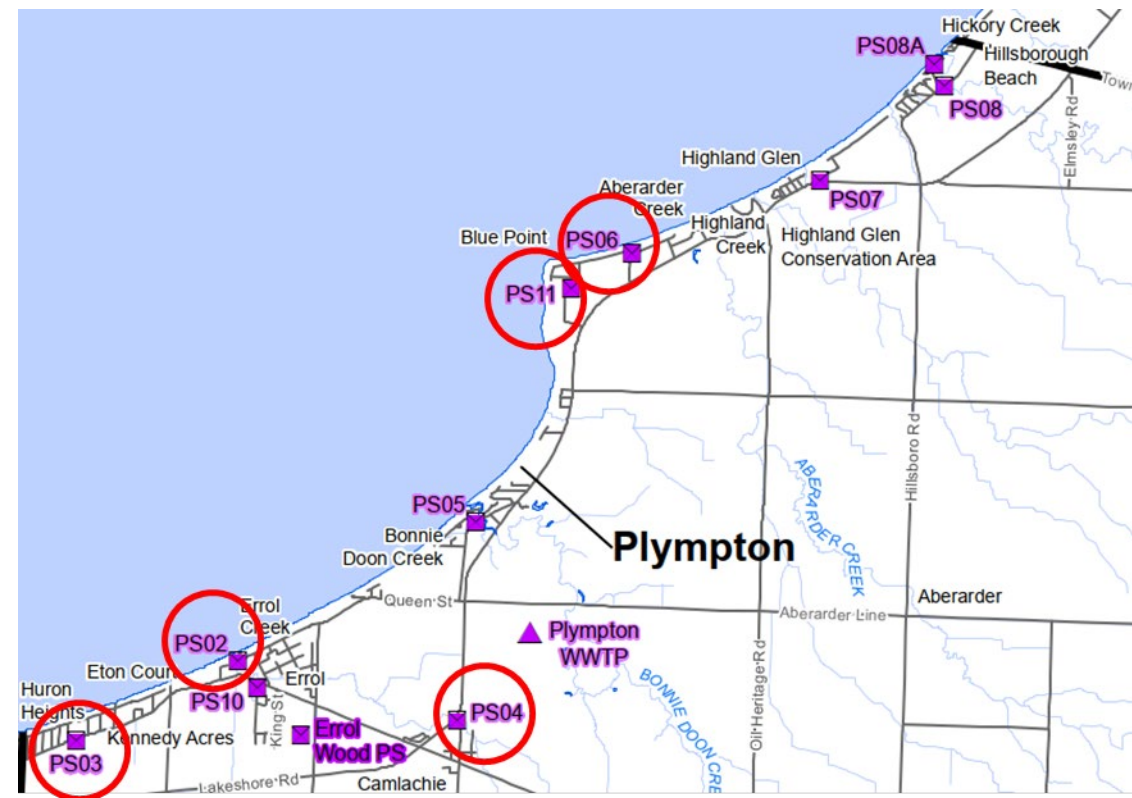 Hickory Creek
PS08A
Hillsborough
Beach
Town
PS08
Elmsley Rd
Highland Glen
PS07
Aberarder
Creek
Highland
Creek
Blue Point
PS06
Highland Glen
Conservation Area
PS11
Hillsboro Rd
ABERARDER CREEK
PS05
Bonnie
Doon Creek
Plympton
Queen St
Aberarder
Aberarder Line
Errol
Creek
PS02
Plympton
WWTP
Eton Court
Errol
Huron
Heights
PS10
King St
PS04
BONNIE DOON CRE
Oil Heritage Rd
Kennedy Acres
Errol
Wood PS
PS03
Lakeshore Rd
Camlachie